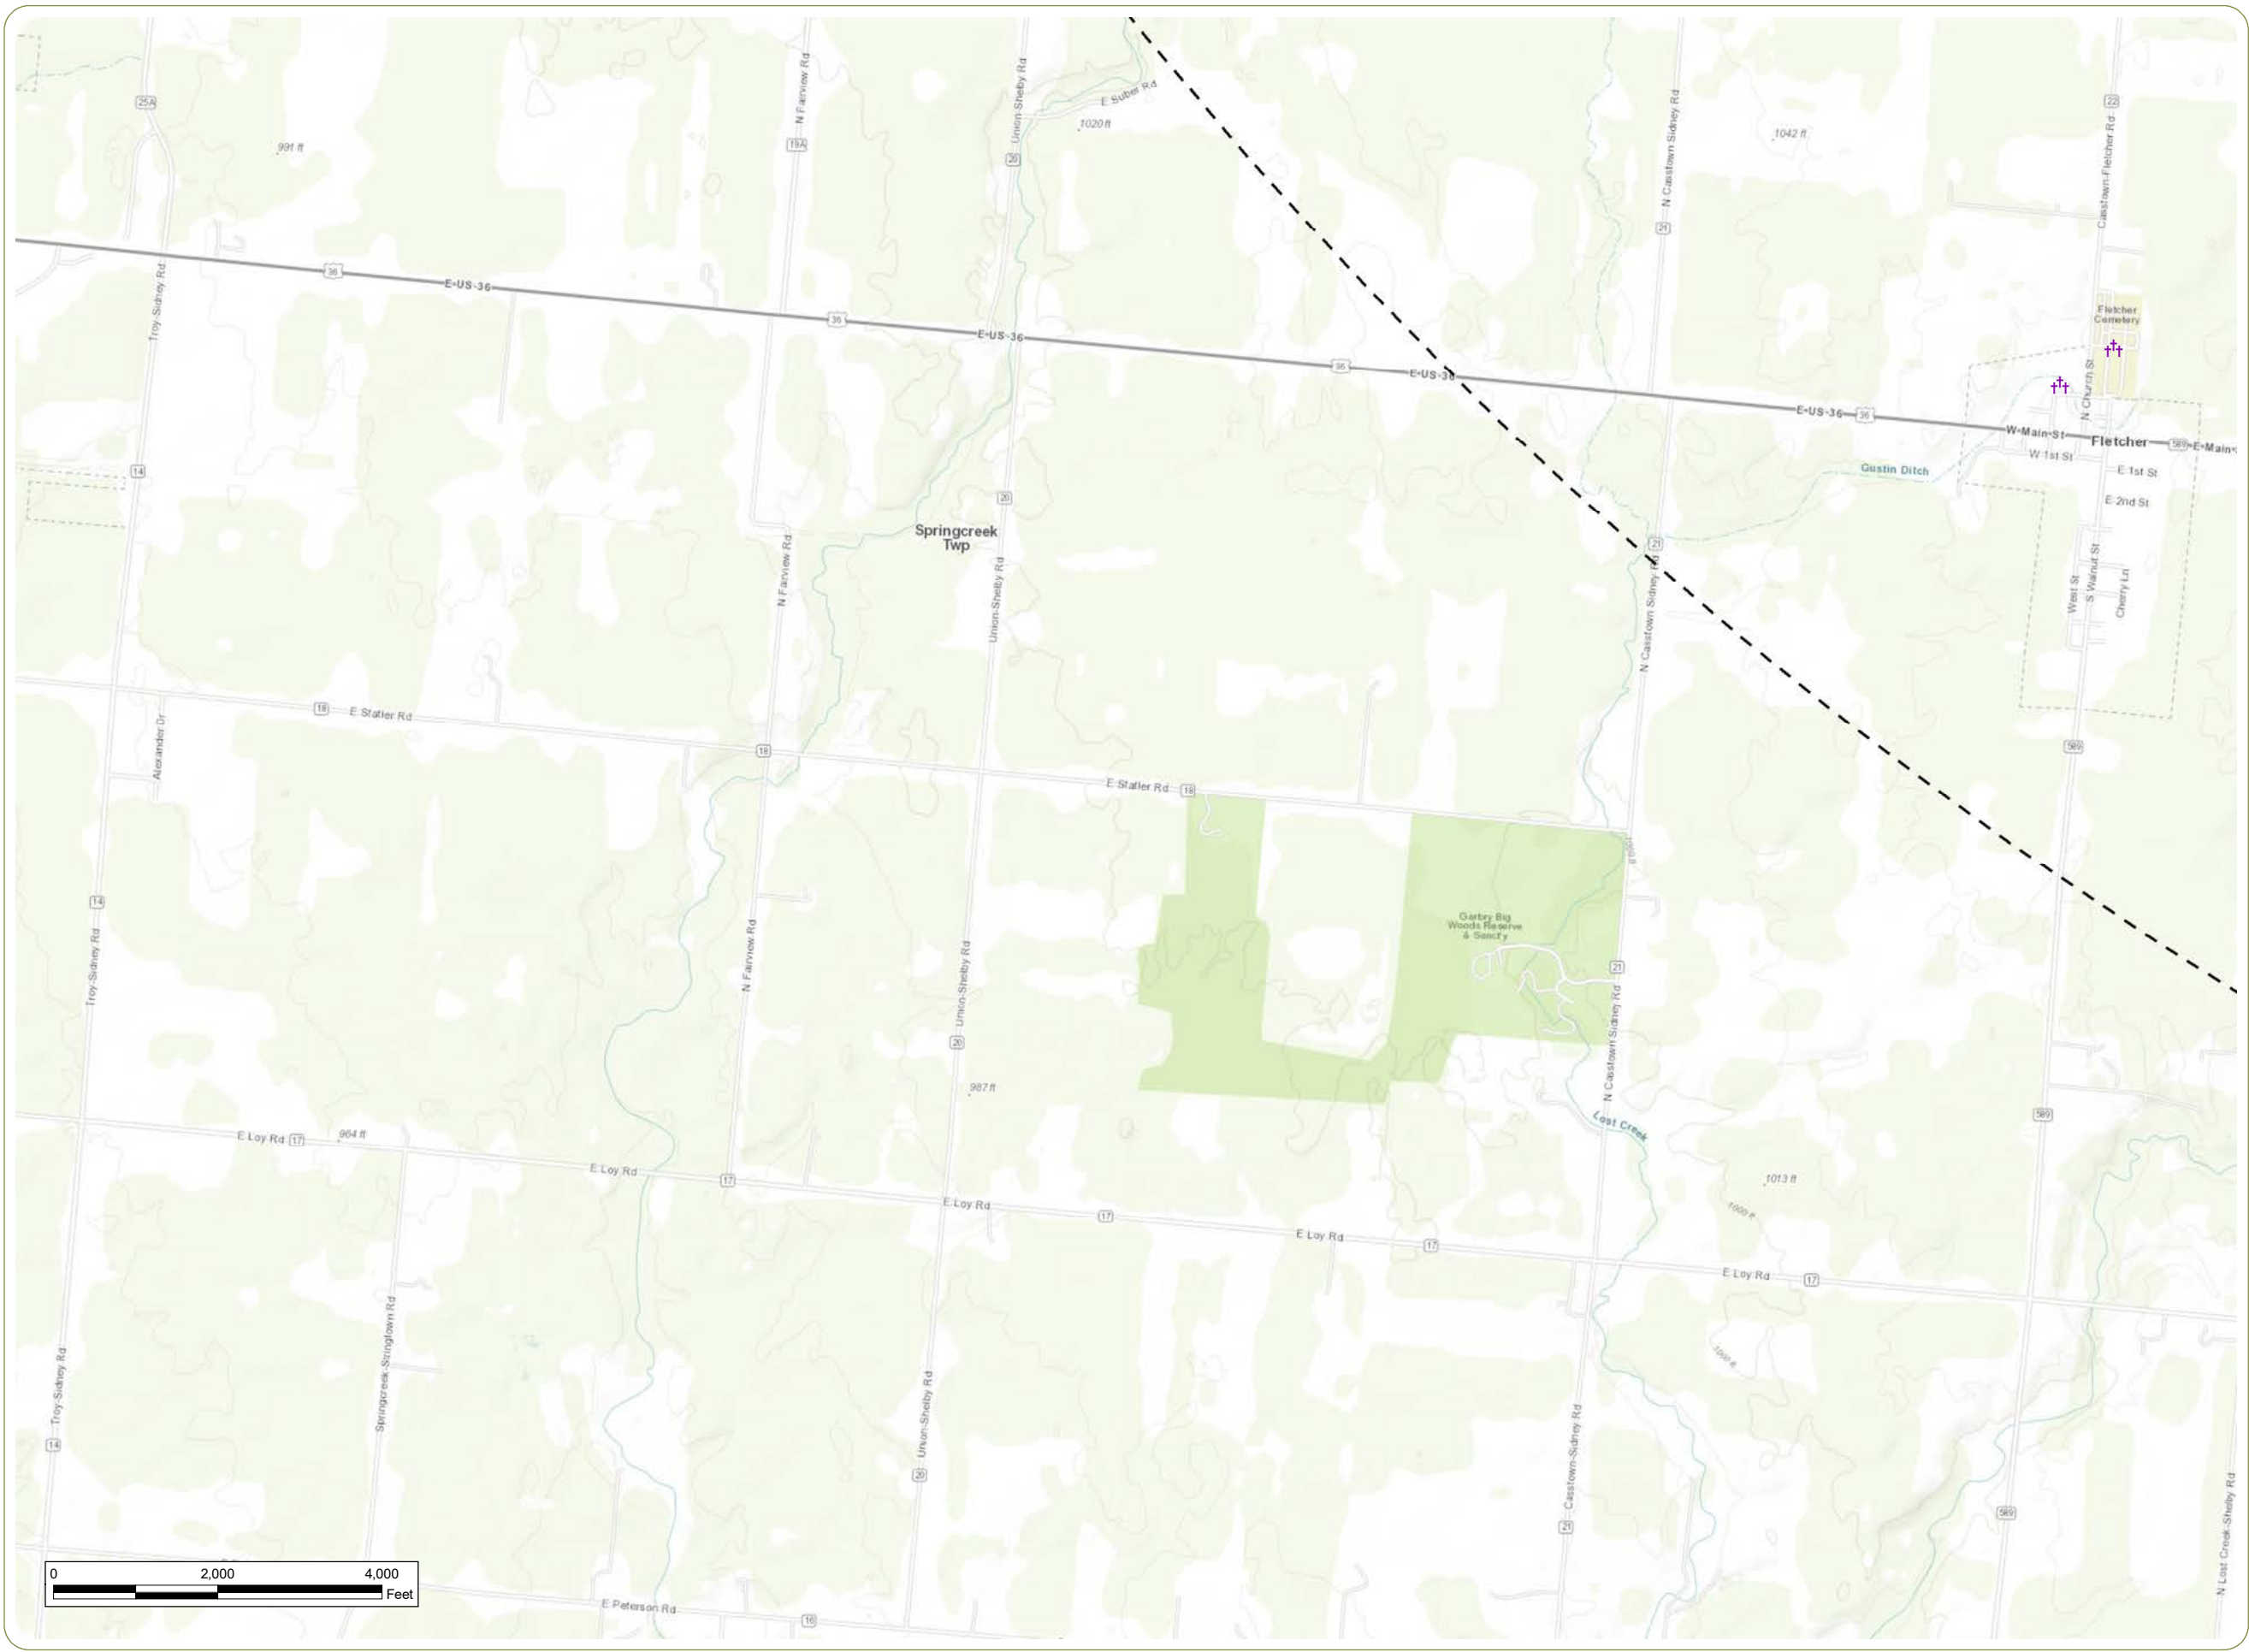 N Fairview Rd
Union-Shelby Rd
E Suber Rd
N Casstown Sidney Rd
22
25A
1020 ft
1042 ft
Casstown-Fletcher Rd
991 ft
19A
20
21
Troy-Sidney Rd
36
E-US-36
36
E-US-36
Fletcher
Cemetery
36
E-US-36
N Church St
E-US-36
36
W-Main-St
Fletcher
589
E-Main-
W 1st St
E 1st St
Gustin Ditch
14
20
E 2nd St
Springcreek
Twp
21
N Fairview Rd
Union-Shelby Rd
N Casstown Sidney Rd
West St
S Walnut St
Cherry Ln
18
E Statler Rd
Alexander Dr
18
589
E Statler Rd
18
1000 ft
14
Troy-Sidney Rd
N Fairview Rd
Union-Shelby Rd
Garbry Big
Woods Reserve
& Sanct'y
21
N Casstown Sidney Rd
20
987 ft
Lost Creek
589
E Loy Rd
17
964 ft
E Loy Rd
17
E Loy Rd
17
1013 ft
1000 ft
E Loy Rd
17
E Loy Rd
17
Troy-Sidney Rd
Springcreek-Stringtown Rd
1000 ft
14
Union-Shelby Rd
20
Casstown-Sidney Rd
21
589
N Lost Creek-Shelby Rd
0 2,000 4,000
Feet
E Peterson Rd
16